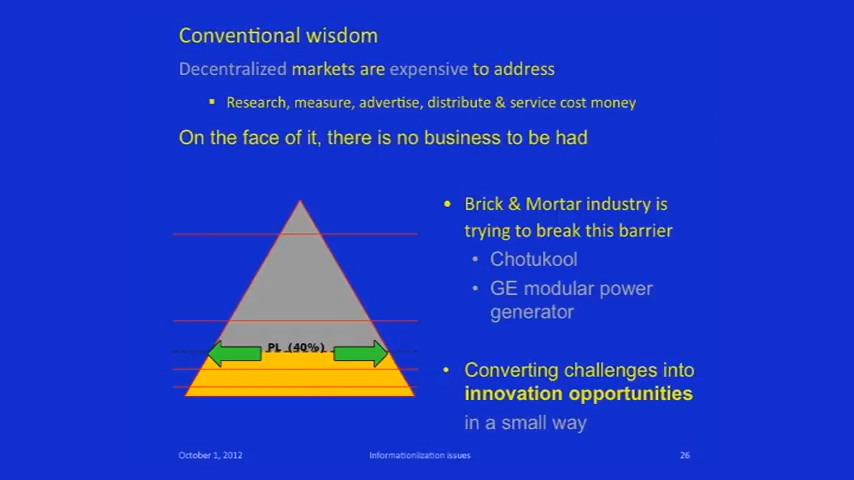 Conventional wisdom
Decentralized markets are expensive to address
▪ Research, measure, advertise, distribute & service cost money
On the face of it, there is no business to be had
• Brick & Mortar industry is
trying to break this barrier
• Chotukool
• GE modular power
generator
PL (40%)
• Converting challenges into
innovation opportunities
in a small way
October 1, 2012
Informationilzation issues
26